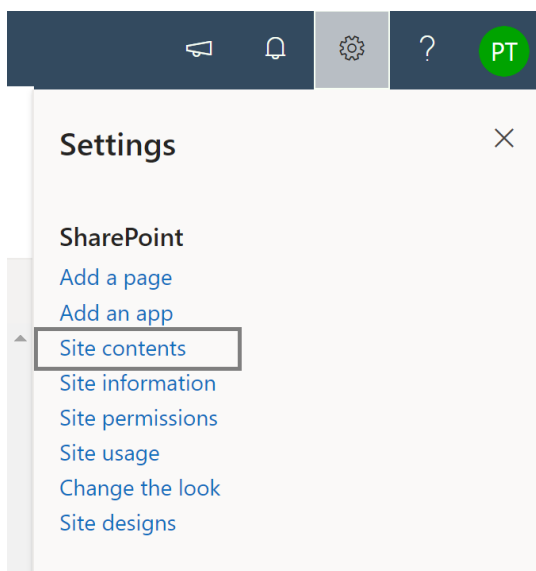 ?
PT
Settings
SharePoint
Add a page
Add an app
Site contents
Site information
Site permissions
Site usage
Change the look
Site designs